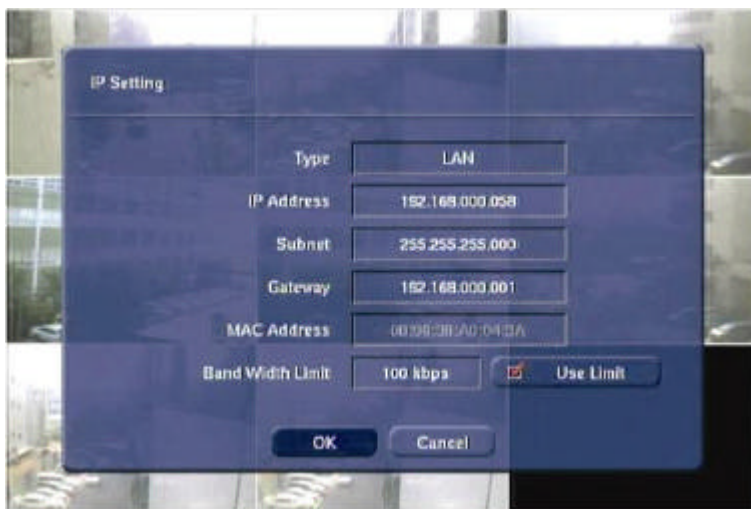 IP Setting
Type LAN
IP Address 192.168.000.058
Subnet 255.255.255.000
Gateway 192.168.000.001
MAC Address
Band Width Limit 100 kbps Use Limit
OK Cancel